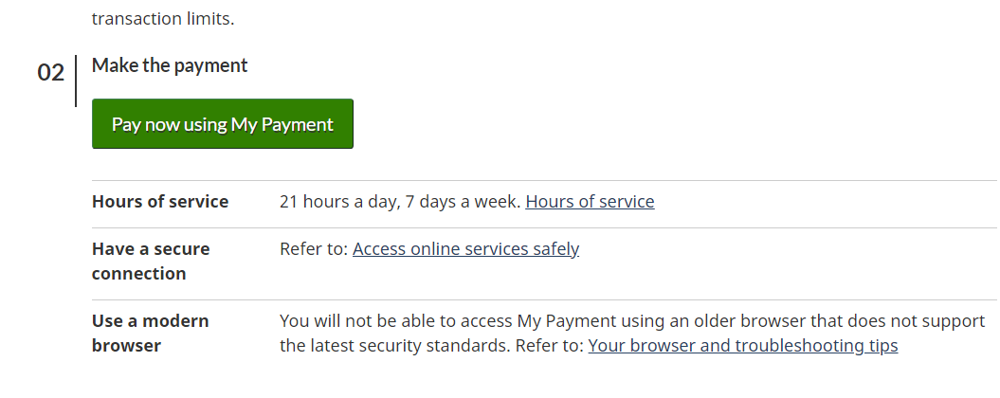 transaction limits.
02
Make the payment
Pay now using My Payment
Hours of service 21 hours a day, 7 days a week. Hours of service
Have a secure connection Refer to: Access online services safely
Use a modern browser You will not be able to access My Payment using an older browser that does not support
the latest security standards. Refer to: Your browser and troubleshooting tips